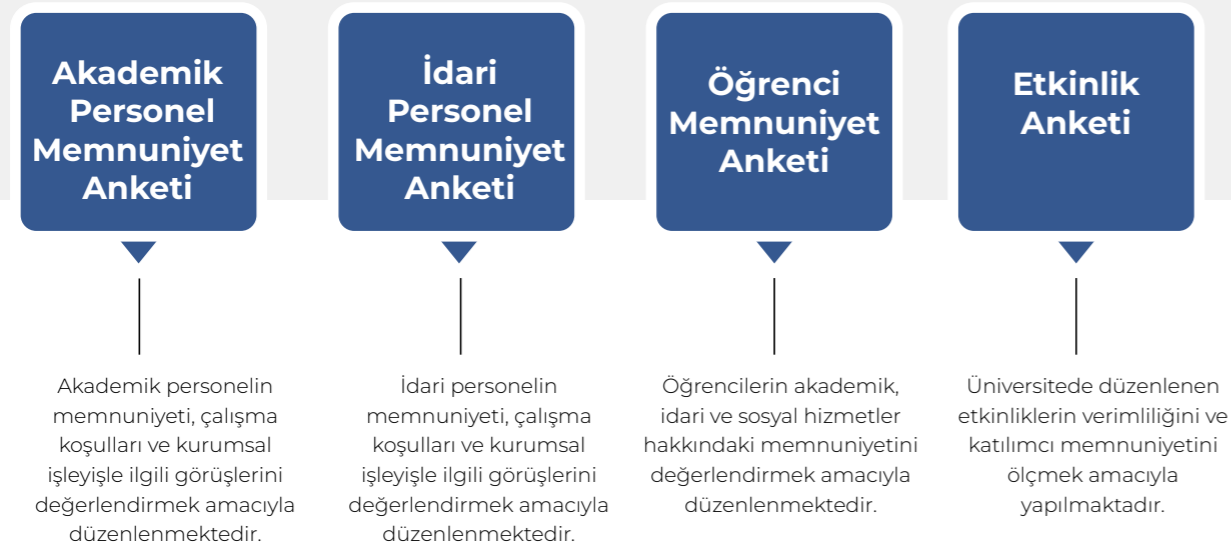 Akademik
Personel
Memnuniyet
Anketi
Akademik personelin
memnuniyeti, çalışma
koşulları ve kurumsal
işleyişle ilgili görüşlerini
değerlendirmek amacıyla
düzenlenmektedir.
İdari
Personel
Memnuniyet
Anketi
İdari personelin
memnuniyeti, çalışma
koşulları ve kurumsal
işleyişle ilgili görüşlerini
değerlendirmek amacıyla
düzenlenmektedir.
Öğrenci
Memnuniyet
Anketi
Öğrencilerin akademik,
idari ve sosyal hizmetler
hakkındaki memnuniyetini
değerlendirmek amacıyla
düzenlenmektedir.
Etkinlik
Anketi
Üniversitede düzenlenen
etkinliklerin verimliliğini ve
katılımcı memnuniyetini
ölçmek amacıyla
yapılmaktadır.